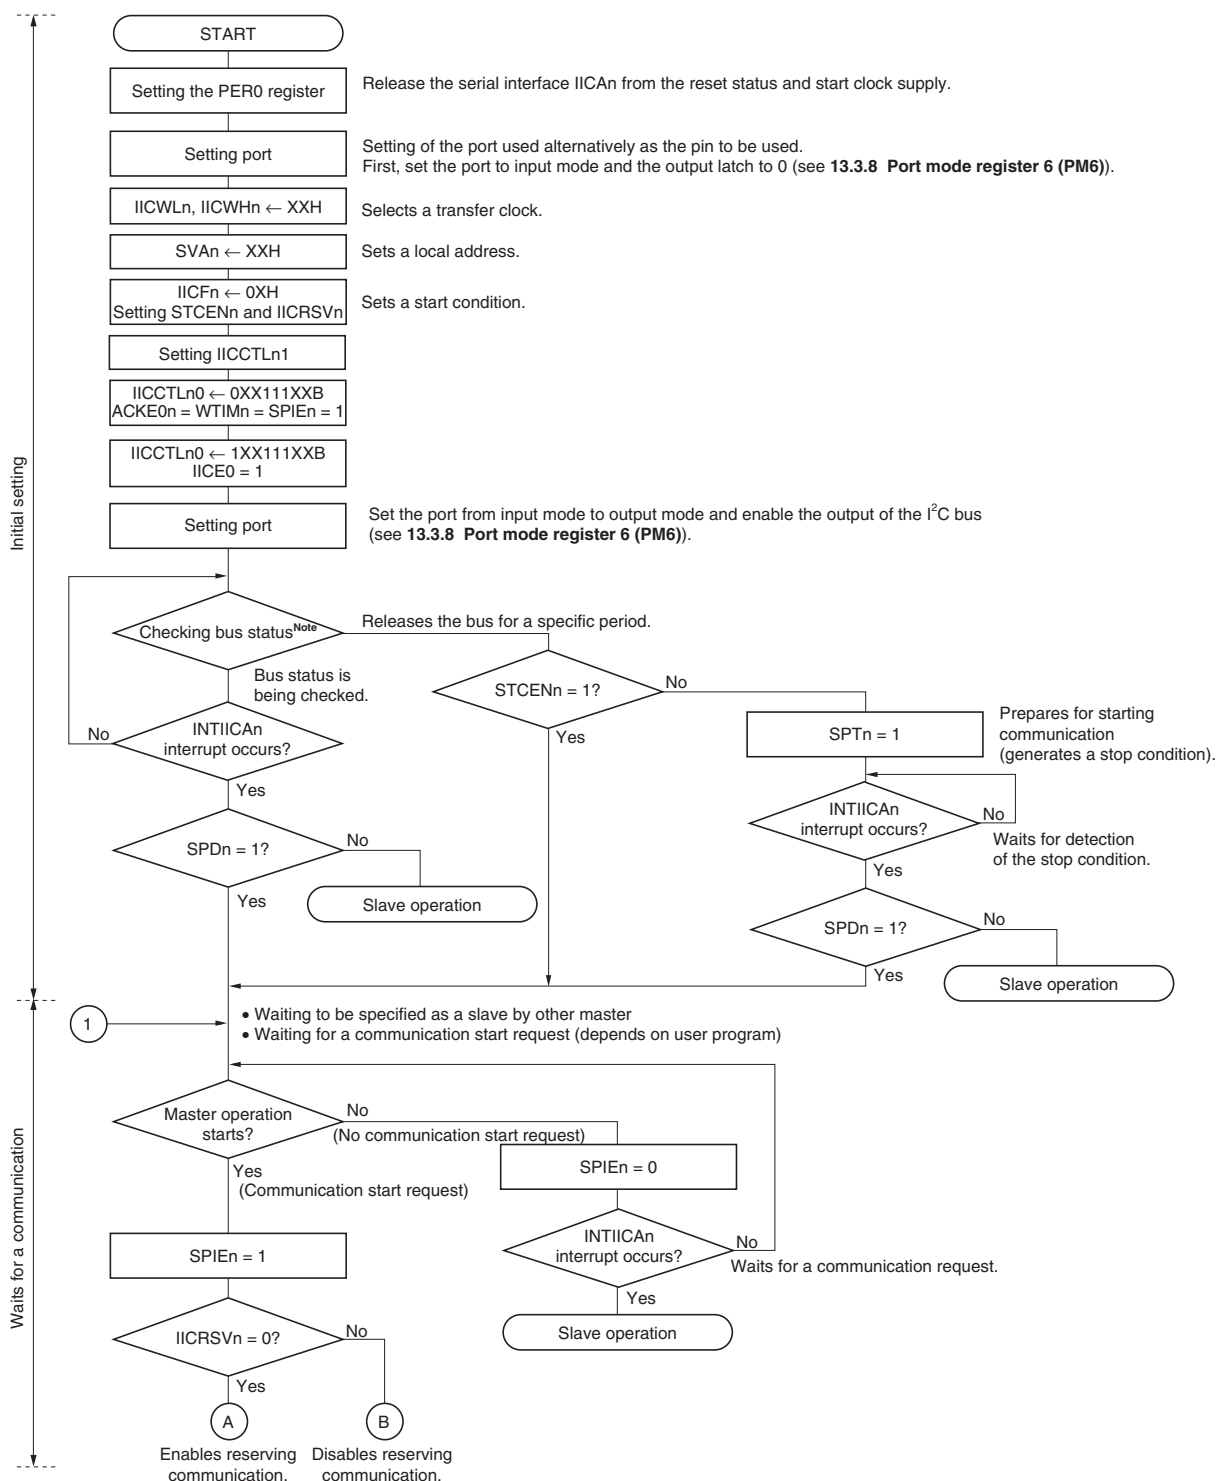 START
Setting the PER0 register
Release the serial interface IICAn from the reset status and start clock supply.
Setting port
Setting of the port used alternatively as the pin to be used.
First, set the port to input mode and the output latch to 0 (see 13.3.8 Port mode register 6 (PM6)).
IICWLn, IICWHn ← XXH
Selects a transfer clock.
SVAn ← XXH
Sets a local address.
IICFn ← 0XH
Setting STCENn and IICRSVn
Sets a start condition.
Setting IICCTLn1
IICCTLn0 ← 0XX111XXB
ACKE0n = WTIMn = SPIEn = 1
IICCTLn0 ← 1XX111XXB
IICE0 = 1
Setting port
Set the port from input mode to output mode and enable the output of the I²C bus
(see 13.3.8 Port mode register 6 (PM6)).
Initial setting
Checking bus status Note
Releases the bus for a specific period.
Bus status is
being checked.
STCENn = 1?
No
Yes
SPTn = 1
Prepares for starting
communication
(generates a stop condition).
No
INTIICAn
interrupt occurs?
Yes
INTIICAn
interrupt occurs?
No
Waits for detection
of the stop condition.
Yes
SPDn = 1?
No
Yes
Slave operation
SPDn = 1?
No
Yes
Slave operation
1
• Waiting to be specified as a slave by other master
• Waiting for a communication start request (depends on user program)
Waits for a communication
Master operation
starts?
No
(No communication start request)
Yes
(Communication start request)
SPIEn = 0
INTIICAn
interrupt occurs?
No
Waits for a communication request.
Yes
Slave operation
SPIEn = 1
IICRSVn = 0?
No
Yes
A
B
Enables reserving
communication.
Disables reserving
communication.